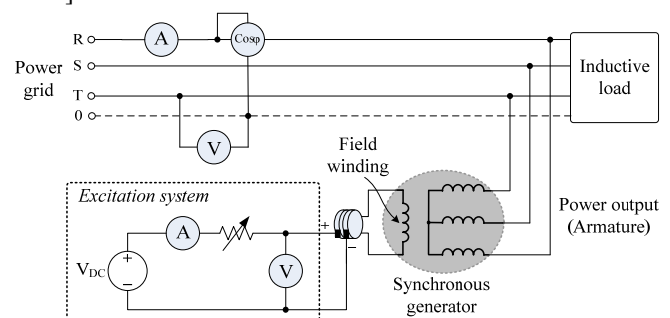 ]
R
A
Cosφ
S
Power
grid
T
0
Inductive
load
V
Field
winding
Excitation system
A
+
−
Power output
(Armature)
V_DC
+
−
V
Synchronous
generator